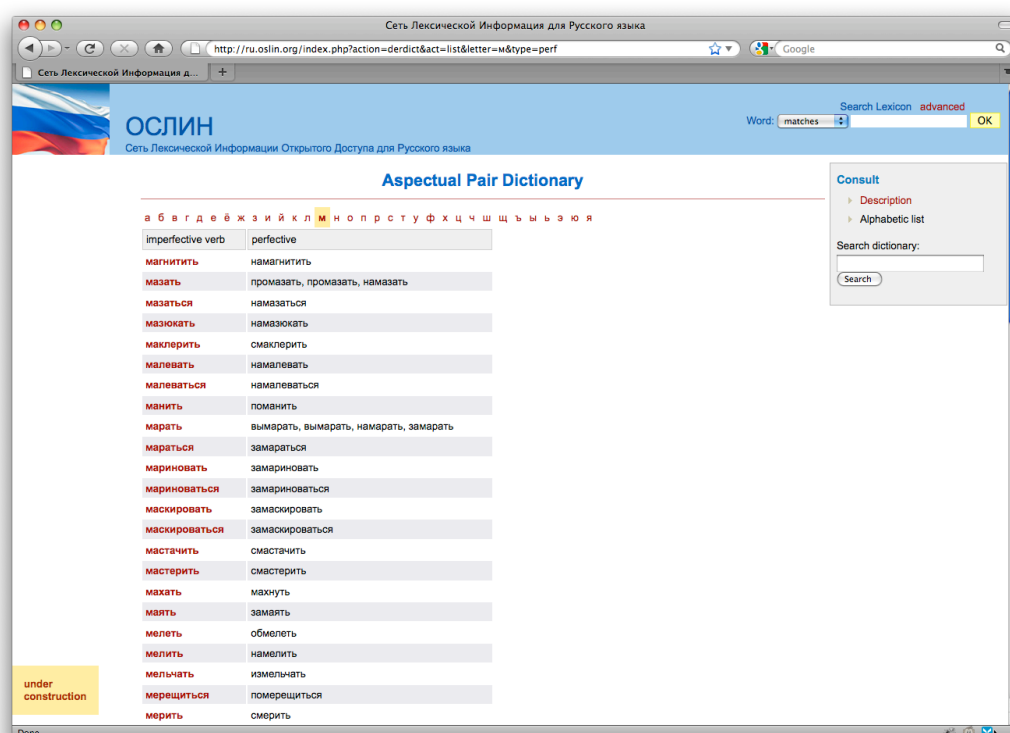 Сеть Лексической Информация для Русского языка
http://ru.oslin.org/index.php?action=derdict&act=list&letter=м&type=perf
Google
Сеть Лексической Информация д...
Search Lexicon advanced
ОСЛИН
Word: matches OK
Сеть Лексической Информации Открытого Доступа для Русского языка
Aspectual Pair Dictionary
а б в г д е ё ж з и й к л м н о п р с т у ф х ц ч ш щ ъ ы ь э ю я
imperfective verb perfective
магнитить намагнитить
мазать промазать, промазать, намазать
мазаться намазаться
мазюкать намазюкать
маклерить смаклерить
малевать намалевать
малеваться намалеваться
манить поманить
марать вымарать, вымарать, намарать, замарать
мараться замараться
мариновать замариновать
мариноваться замариноваться
маскировать замаскировать
маскироваться замаскироваться
мастачить смастачить
мастерить смастерить
махать махнуть
маять замаять
мелеть обмелеть
мелить намелить
мельчать измельчать
мерещиться померещиться
мерить смерить
Consult
Description
Alphabetic list
Search dictionary:
Search
under
construction
Done